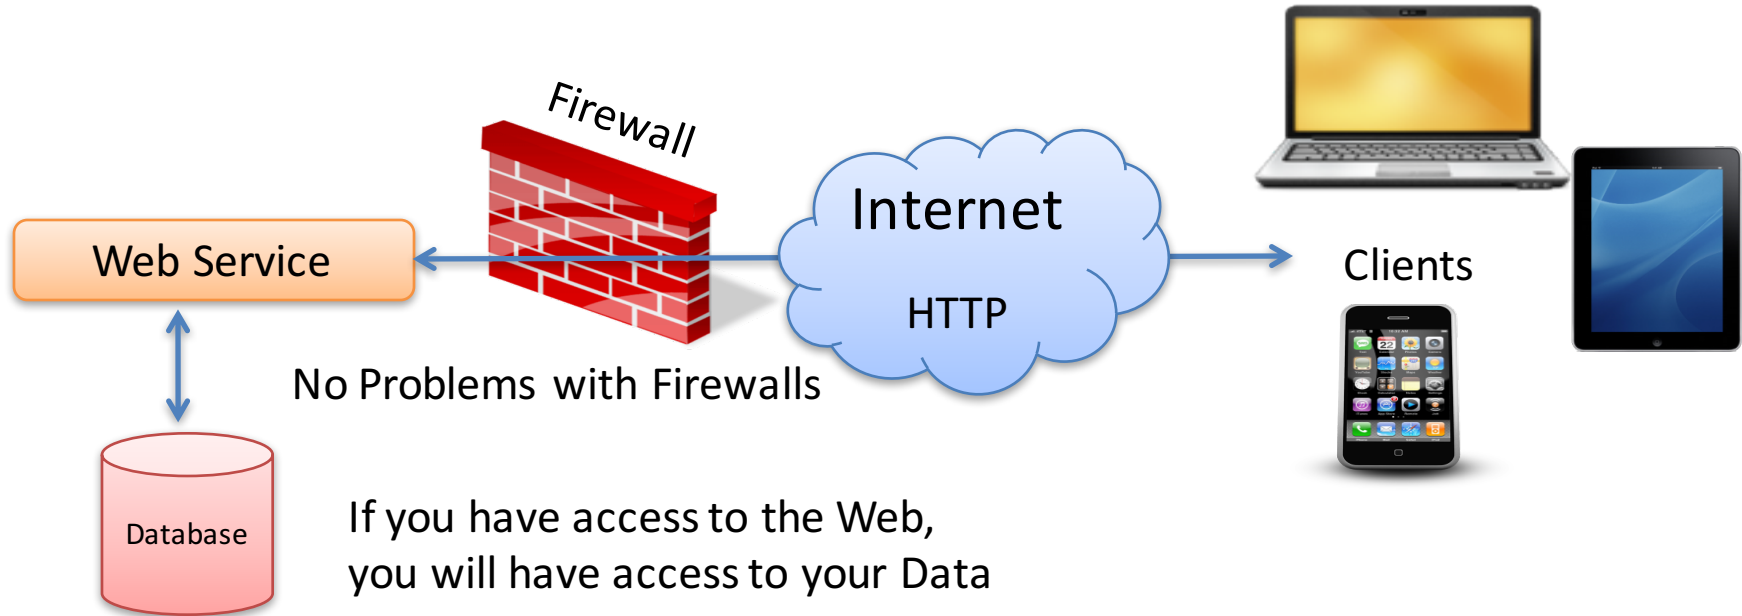 Firewall
Internet
Web Service
Clients
HTTP
No Problems with Firewalls
Database
If you have access to the Web,
you will have access to your Data